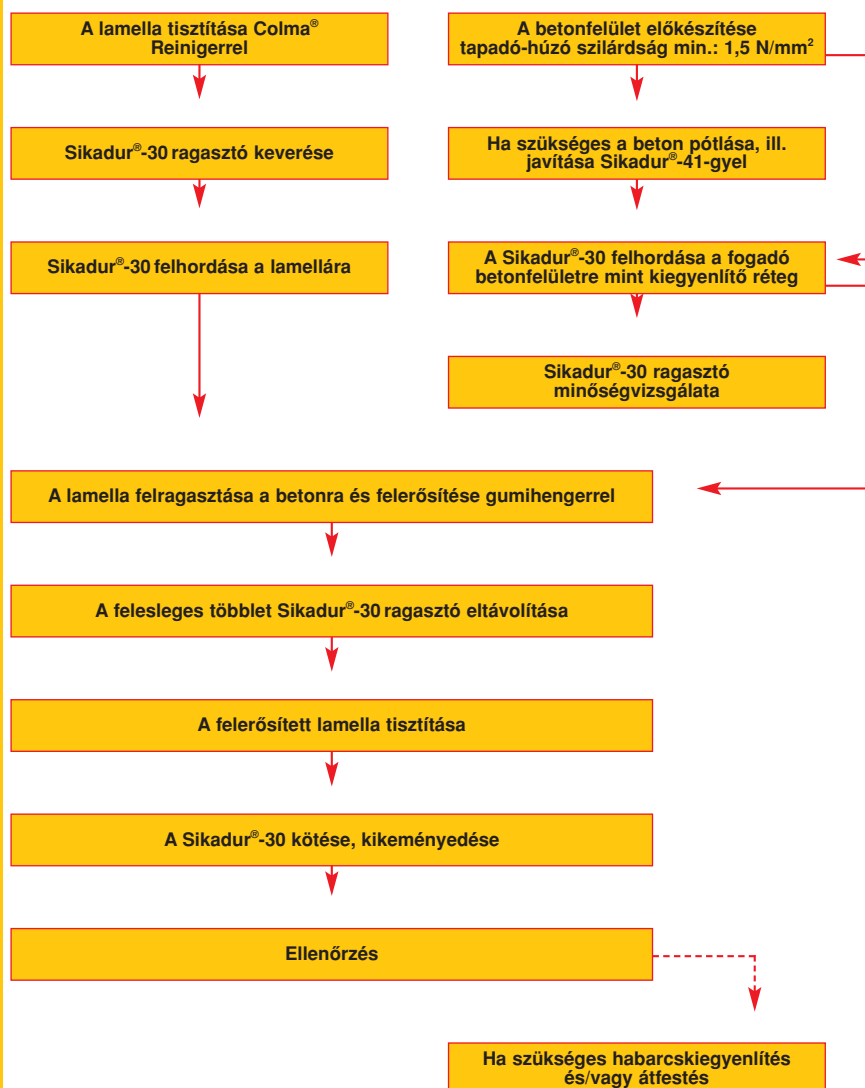 A lamella tisztítása Colma®
Reinigerrel
A betonfelület előkészítése
tapadó-húzó szilárdság min.: 1,5 N/mm²
Sikadur®-30 ragasztó keverése
Ha szükséges a beton pótlása, ill.
javítása Sikadur®-41-gyel
Sikadur®-30 felhordása a lamellára
A Sikadur®-30 felhordása a fogadó
betonfelületre mint kiegyenlítő réteg
Sikadur®-30 ragasztó
minőségvizsgálata
A lamella felragasztása a betonra és felerősítése gumihengerrel
A felesleges többlet Sikadur®-30 ragasztó eltávolítása
A felerősített lamella tisztítása
A Sikadur®-30 kötése, kikeményedése
Ellenőrzés
Ha szükséges habarcskiegyenlítés
és/vagy átfestés